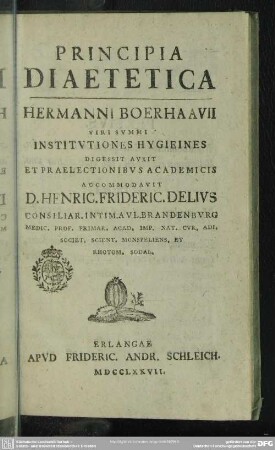 PRINCIPIA
DIAETETICA
HERMANNI BOERHAAVII
VIRI SVMMI
INSTITVTIONES HYGIEINES
DIGESSIT AVXIT
ET PRAELECTIONIBVS ACADEMICIS
ACCOMMODAVIT
D. HENRIC. FRIDERIC. DELIVS
CONSILIAR. INTIM. AVL. BRANDENBVRG
MEDIC. PROF. PRIMAR. ACAD. IMP. NAT. CVR. ADI.
SOCIET. SCIENT. MONSPELIENS. ET
RHOTOM. SODAL.
ERLANGAE
APVD FRIDERIC. ANDR. SCHLEICH.
MDCCLXXVII.
DFG